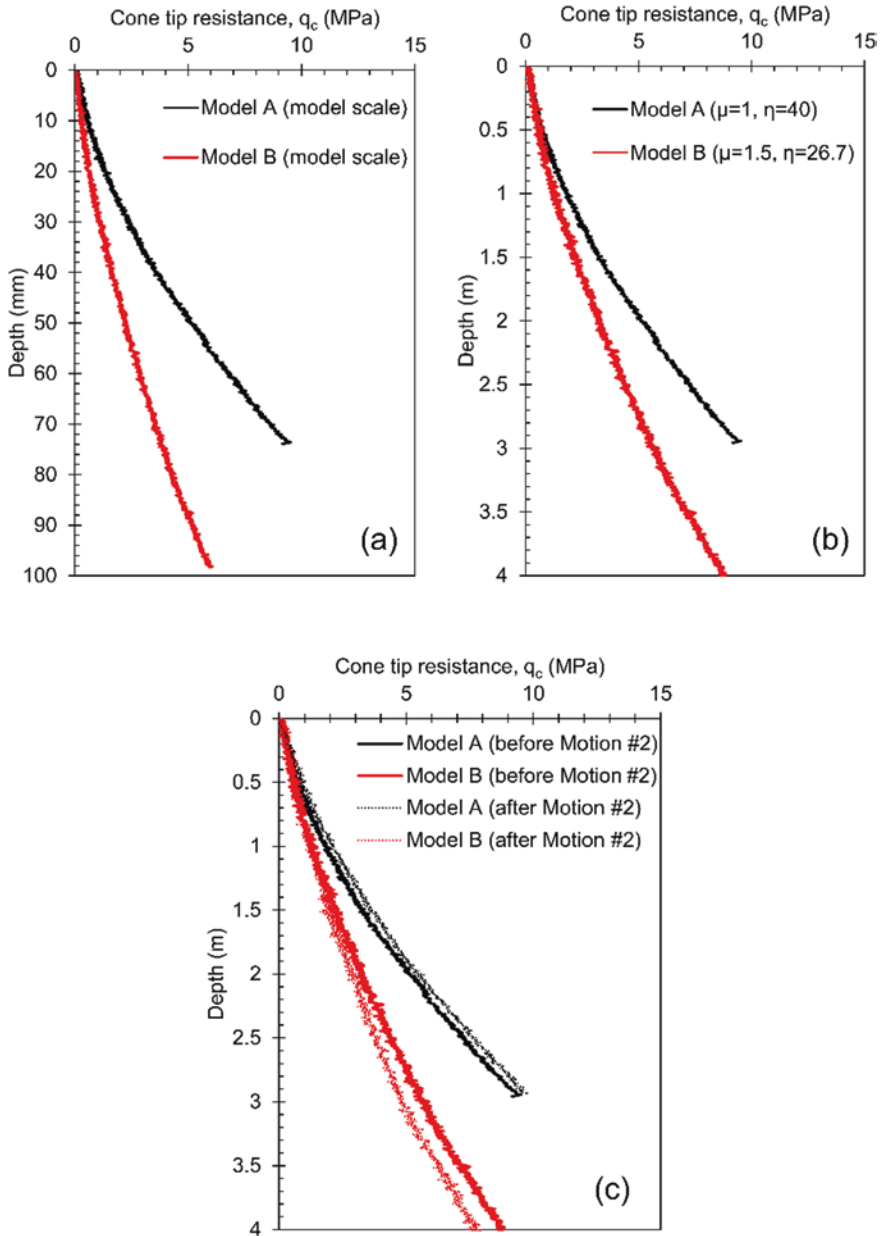 Cone tip resistance, qc (MPa)
0 5 10 15
0
10
20
30
40
50
60
70
80
90
100
Depth (mm)
Model A (model scale)
Model B (model scale)
(a)
Cone tip resistance, qc (MPa)
0 5 10 15
0
0.5
1
1.5
2
2.5
3
3.5
4
Depth (m)
Model A (μ=1, η=40)
Model B (μ=1.5, η=26.7)
(b)
Cone tip resistance, qc (MPa)
0 5 10 15
0
0.5
1
1.5
2
2.5
3
3.5
4
Depth (m)
Model A (before Motion #2)
Model B (before Motion #2)
Model A (after Motion #2)
Model B (after Motion #2)
(c)